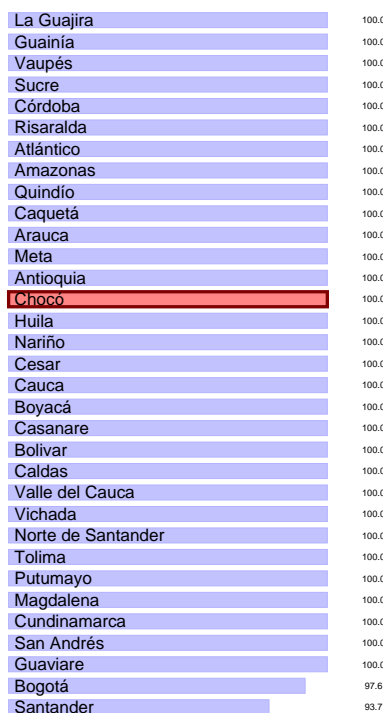 La Guajira 100.0
Guainía 100.0
Vaupés 100.0
Sucre 100.0
Córdoba 100.0
Risaralda 100.0
Atlántico 100.0
Amazonas 100.0
Quindío 100.0
Caquetá 100.0
Arauca 100.0
Meta 100.0
Antioquia 100.0
Chocó 100.0
Huila 100.0
Nariño 100.0
Cesar 100.0
Cauca 100.0
Boyacá 100.0
Casanare 100.0
Bolivar 100.0
Caldas 100.0
Valle del Cauca 100.0
Vichada 100.0
Norte de Santander 100.0
Tolima 100.0
Putumayo 100.0
Magdalena 100.0
Cundinamarca 100.0
San Andrés 100.0
Guaviare 100.0
Bogotá 97.6
Santander 93.7